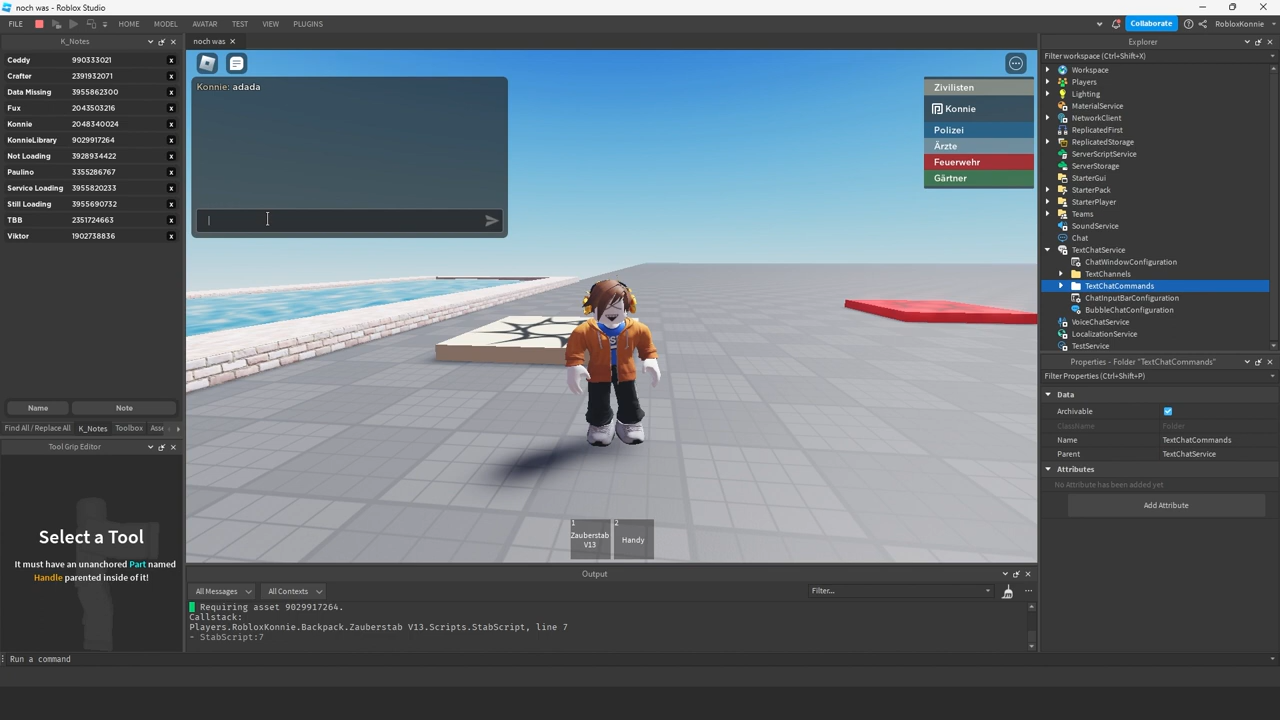 noch was - Roblox Studio
FILE
HOME
MODEL
AVATAR
TEST
VIEW
PLUGINS
Collaborate
RobloxKonnie
K_Notes
Ceddy 990333021 x
Crafter 2391932071 x
Data Missing 3955862300 x
Fux 2043503216 x
Konnie 2048340024 x
KonnieLibrary 9029917264 x
Not Loading 3928934422 x
Paulino 3355286767 x
Service Loading 3955820233 x
Still Loading 3955690732 x
TBB 2351724663 x
Viktor 1902738836 x
Name
Note
Find All / Replace All
K_Notes
Toolbox
Asse
Tool Grip Editor
Select a Tool
It must have an unanchored Part named
Handle parented inside of it!
noch was
Konnie: adada
Zivilisten
Konnie
Polizei
Ärzte
Feuerwehr
Gärtner
1
Zauberstab
V13
2
Handy
Output
All Messages
All Contexts
Filter...
Requiring asset 9029917264.
Callstack:
Players.RobloxKonnie.Backpack.Zauberstab V13.Scripts.StabScript, line 7
- StabScript:7
Run a command
Explorer
Filter workspace (Ctrl+Shift+X)
Workspace
Players
Lighting
MaterialService
NetworkClient
ReplicatedFirst
ReplicatedStorage
ServerScriptService
ServerStorage
StarterGui
StarterPack
StarterPlayer
Teams
SoundService
Chat
TextChatService
ChatWindowConfiguration
TextChannels
TextChatCommands
ChatInputBarConfiguration
BubbleChatConfiguration
VoiceChatService
LocalizationService
TestService
Properties - Folder "TextChatCommands"
Filter Properties (Ctrl+Shift+P)
Data
Archivable
ClassName Folder
Name TextChatCommands
Parent TextChatService
Attributes
No Attribute has been added yet
Add Attribute